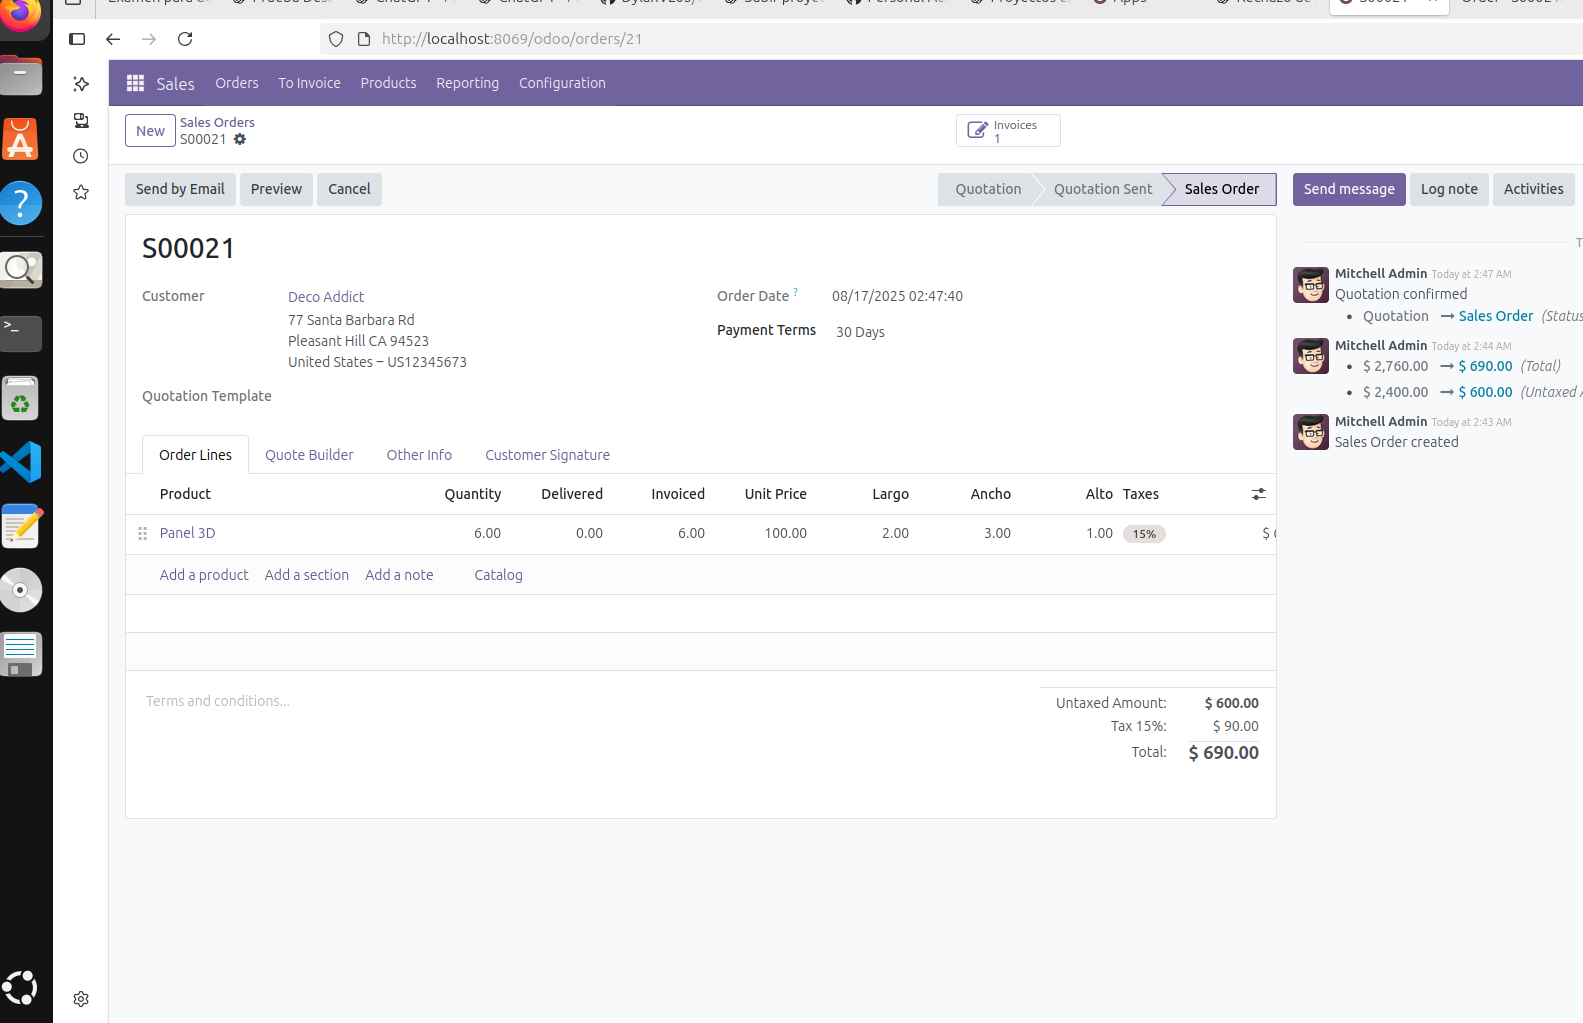 http://localhost:8069/odoo/orders/21
Sales Orders To Invoice Products Reporting Configuration
New
Sales Orders
S00021
Invoices
1
Send by Email Preview Cancel
Quotation Quotation Sent Sales Order
Send message Log note Activities
S00021
Customer
Deco Addict
77 Santa Barbara Rd
Pleasant Hill CA 94523
United States – US12345673
Order Date ? 08/17/2025 02:47:40
Payment Terms 30 Days
Quotation Template
Order Lines Quote Builder Other Info Customer Signature
Product Quantity Delivered Invoiced Unit Price Largo Ancho Alto Taxes
Panel 3D 6.00 0.00 6.00 100.00 2.00 3.00 1.00 15% $
Add a product Add a section Add a note Catalog
Terms and conditions...
Untaxed Amount: $ 600.00
Tax 15%: $ 90.00
Total: $ 690.00
Mitchell Admin Today at 2:47 AM
Quotation confirmed
• Quotation → Sales Order (Status
Mitchell Admin Today at 2:44 AM
• $ 2,760.00 → $ 690.00 (Total)
• $ 2,400.00 → $ 600.00 (Untaxed
Mitchell Admin Today at 2:43 AM
Sales Order created